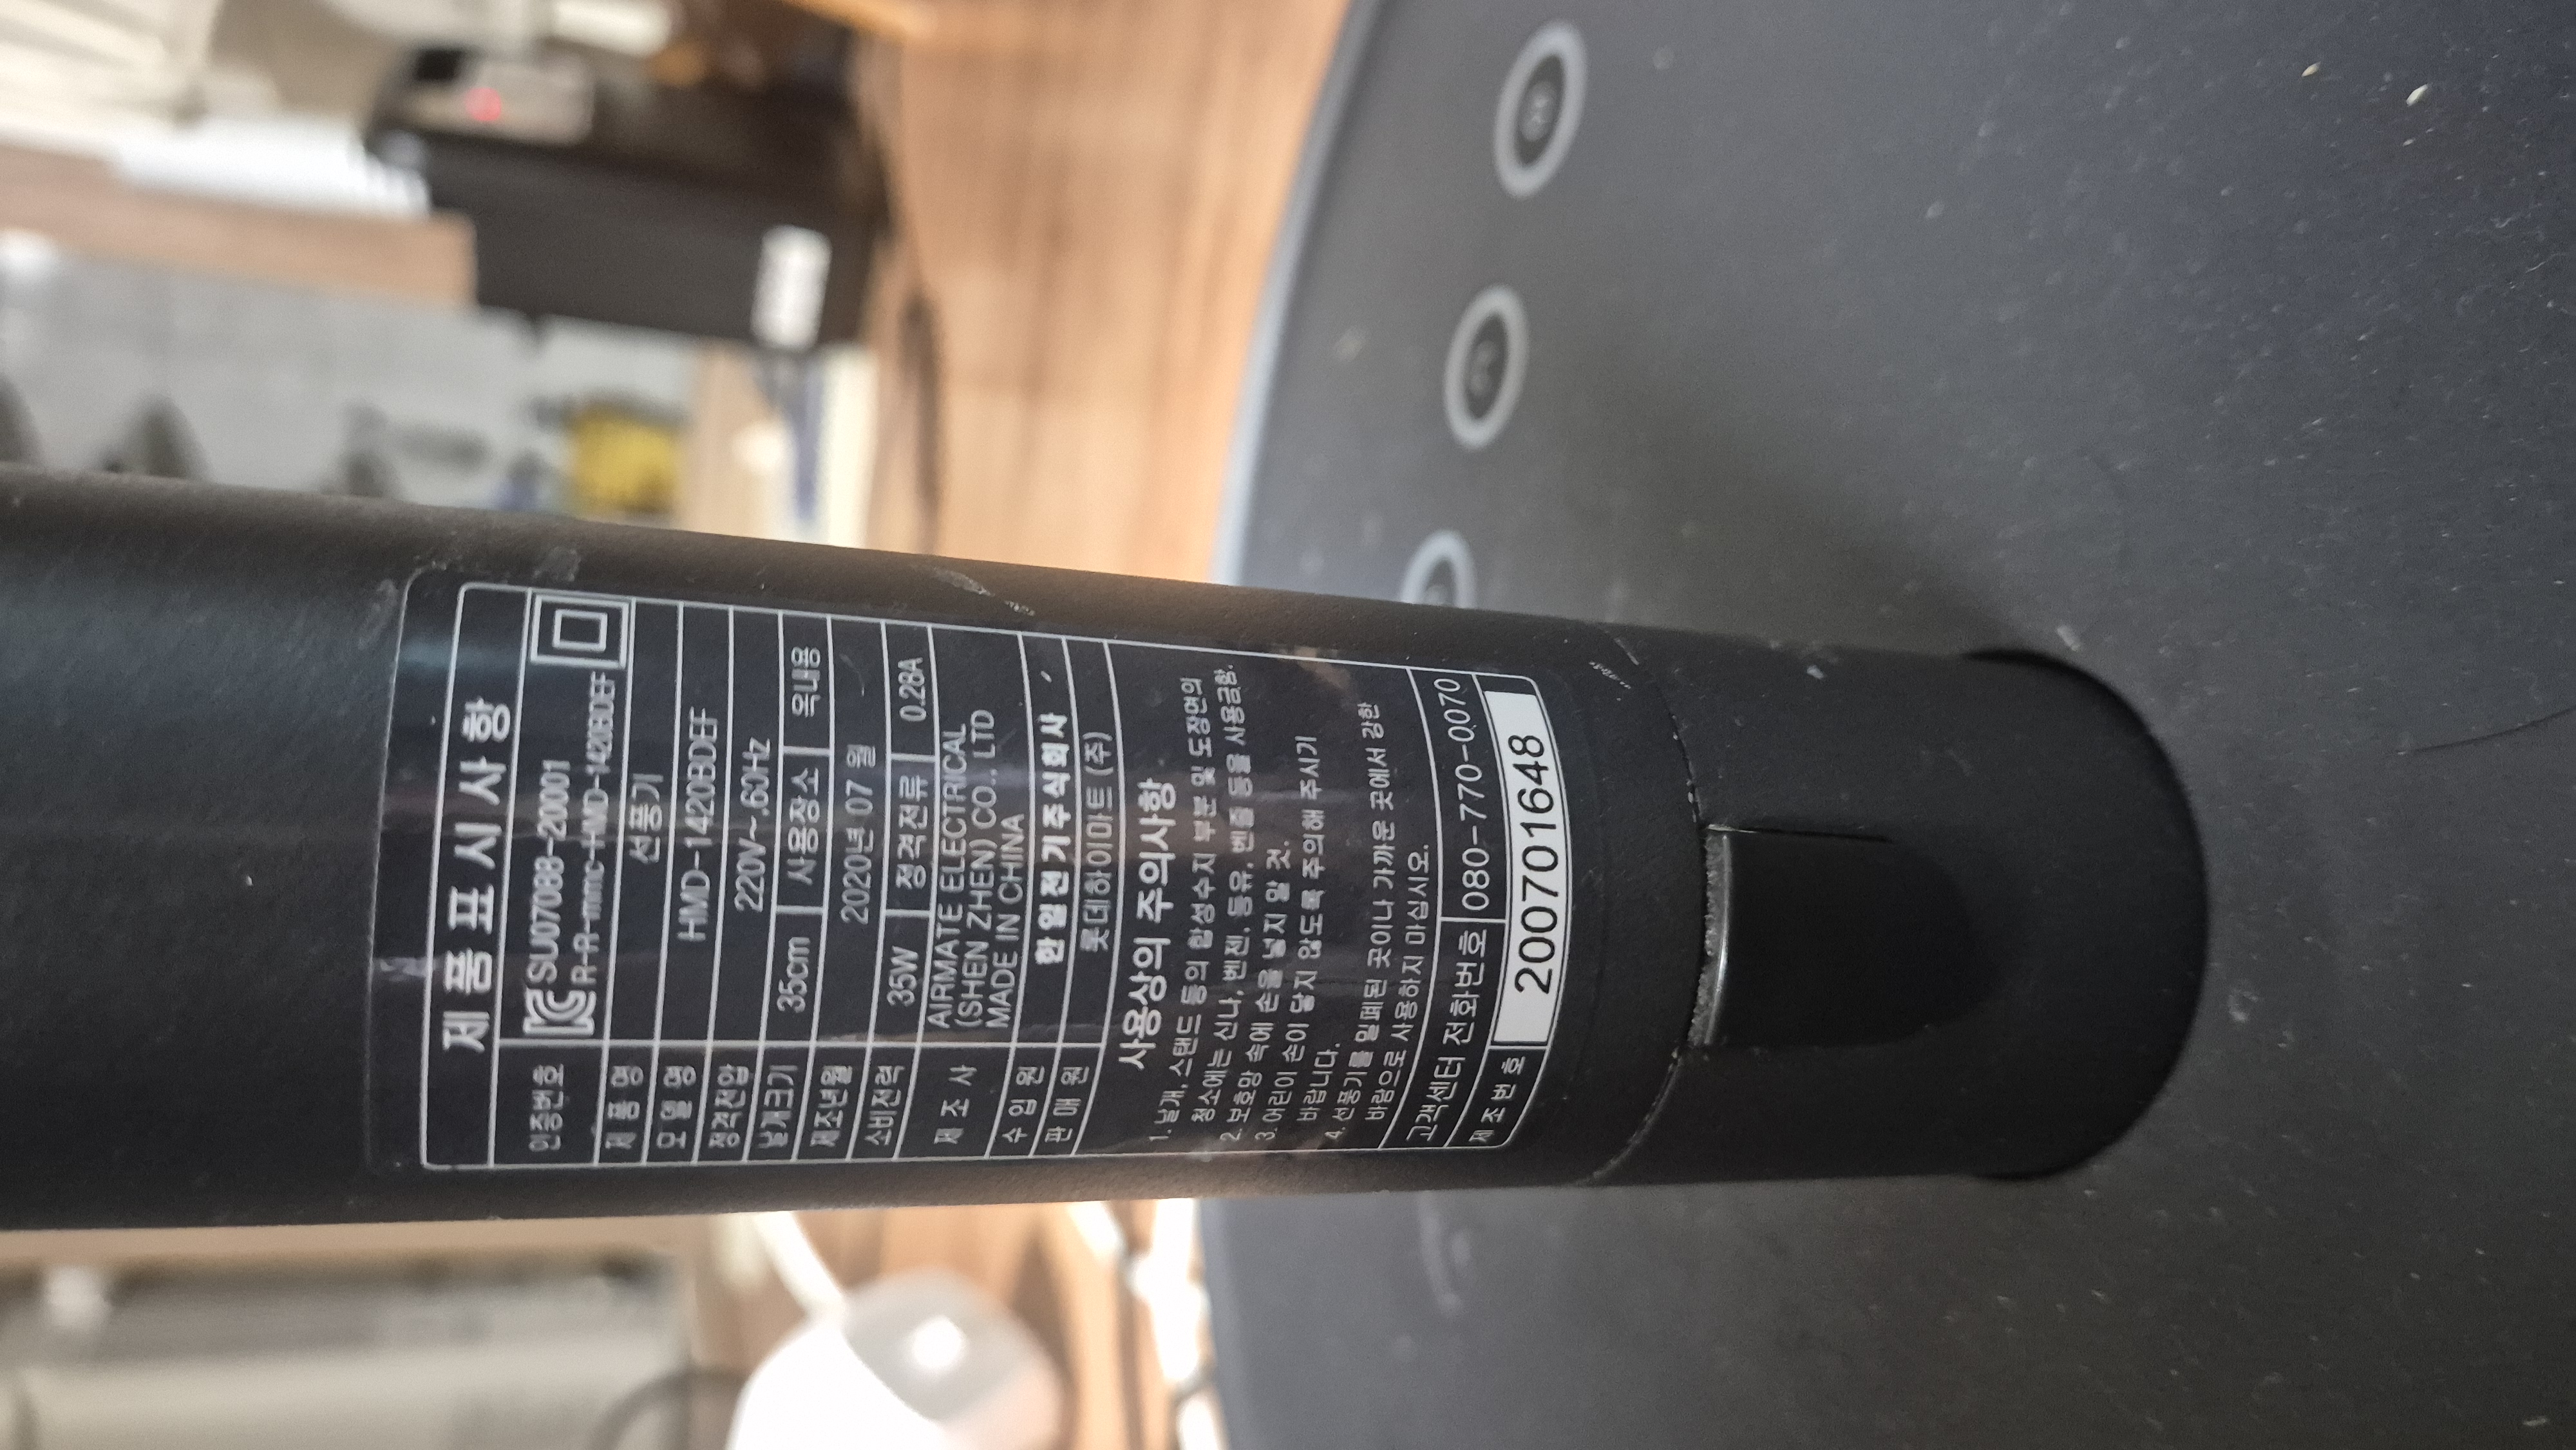 제품표시사항
인증번호 SU07088-20001
R-R-mmc-HMD-1420BDEF
제품명 선풍기
모델명 HMD-1420BDEF
정격전압 220V~,60Hz
날개크기 35cm 사용장소 옥내용
제조년월 2020년 07월
소비전력 35W 정격전류 0.28A
제조사 AIRMATE ELECTRICAL
(SHEN ZHEN) CO., LTD
MADE IN CHINA
수입원 한일전기주식회사
판매원 롯데하이마트(주)
사용상의 주의사항
1. 날개, 스탠드 등의 합성수지 부분 및 도장면의
청소에는 신나, 벤젠, 등유, 벤졸 등을 사용금함.
2. 보호망 속에 손을 넣지 말 것.
3. 어린이 손이 닿지 않도록 주의해 주시기
바랍니다.
4. 선풍기를 밀폐된 곳이나 가까운 곳에서 강한
바람으로 사용하지 마십시오.
고객센터 전화번호 080-770-0070
제조번호 200701648